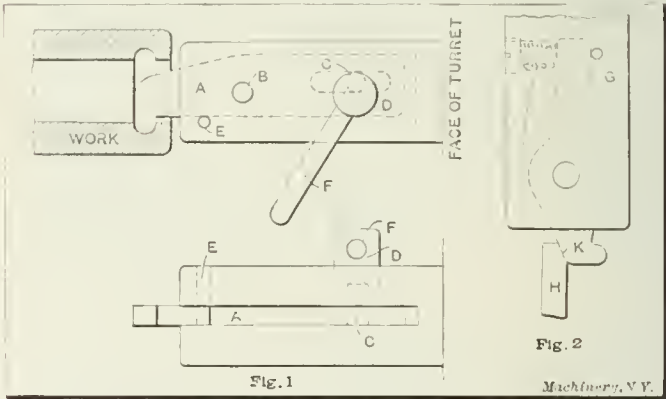 A
B
C
D
E
F
WORK
FACE OF TURRET
G
F
D
E
A
C
K
H
Fig. 1
Fig. 2
Machinery, N.Y.